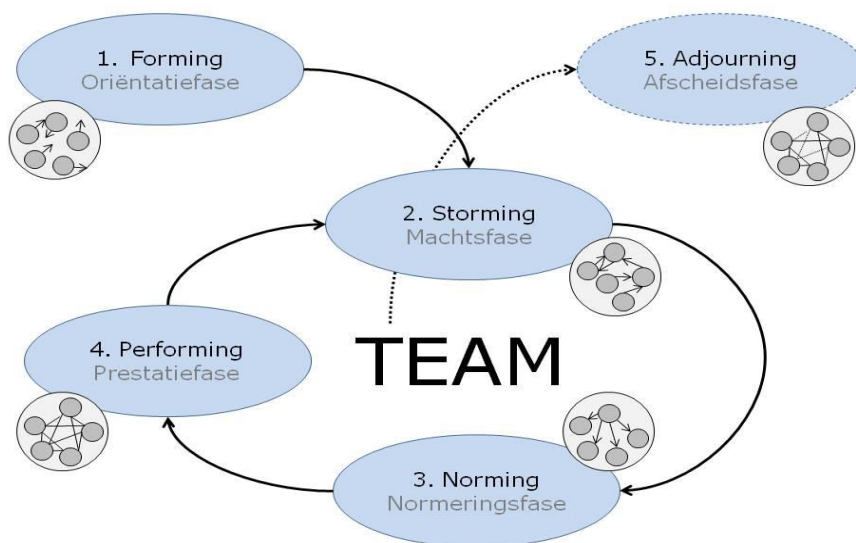 1. Forming
Oriëntatiefase
5. Adjourning
Afscheidsfase
2. Storming
Machtsfase
4. Performing
Prestatiefase
TEAM
3. Norming
Normeringsfase